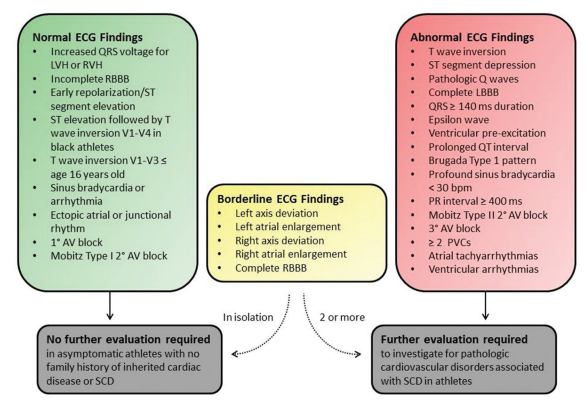 Normal ECG Findings
• Increased QRS voltage for
LVH or RVH
• Incomplete RBBB
• Early repolarization/ST
segment elevation
• ST elevation followed by T
wave inversion V1-V4 in
black athletes
• T wave inversion V1-V3 ≤
age 16 years old
• Sinus bradycardia or
arrhythmia
• Ectopic atrial or junctional
rhythm
• 1° AV block
• Mobitz Type I 2° AV block
Borderline ECG Findings
• Left axis deviation
• Left atrial enlargement
• Right axis deviation
• Right atrial enlargement
• Complete RBBB
Abnormal ECG Findings
• T wave inversion
• ST segment depression
• Pathologic Q waves
• Complete LBBB
• QRS ≥ 140 ms duration
• Epsilon wave
• Ventricular pre-excitation
• Prolonged QT interval
• Brugada Type 1 pattern
• Profound sinus bradycardia
< 30 bpm
• PR interval ≥ 400 ms
• Mobitz Type II 2° AV block
• 3° AV block
• ≥ 2 PVCs
• Atrial tachyarrhythmias
• Ventricular arrhythmias
In isolation
2 or more
No further evaluation required
in asymptomatic athletes with no
family history of inherited cardiac
disease or SCD
Further evaluation required
to investigate for pathologic
cardiovascular disorders associated
with SCD in athletes